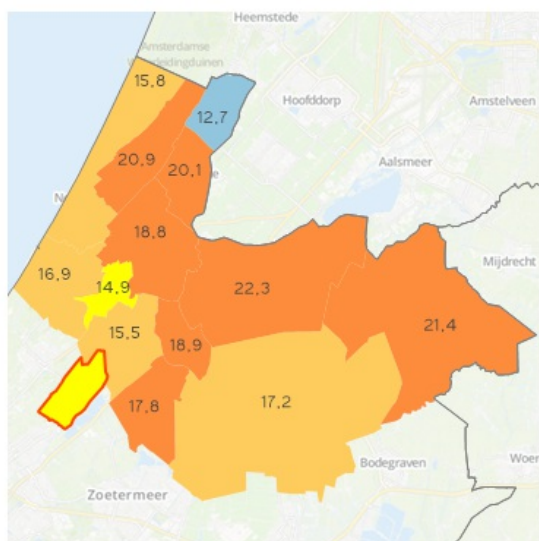 Heemstede
Amsterdamse
15,8
Hoofddorp
12,7
Amstelveen
Aalsmeer
20,9
20,1
18,8
Mijdrecht
16,9
14,9
22,3
15,5
21,4
18,9
17,8
17,2
Bodegraven
Woer
Zoetermeer